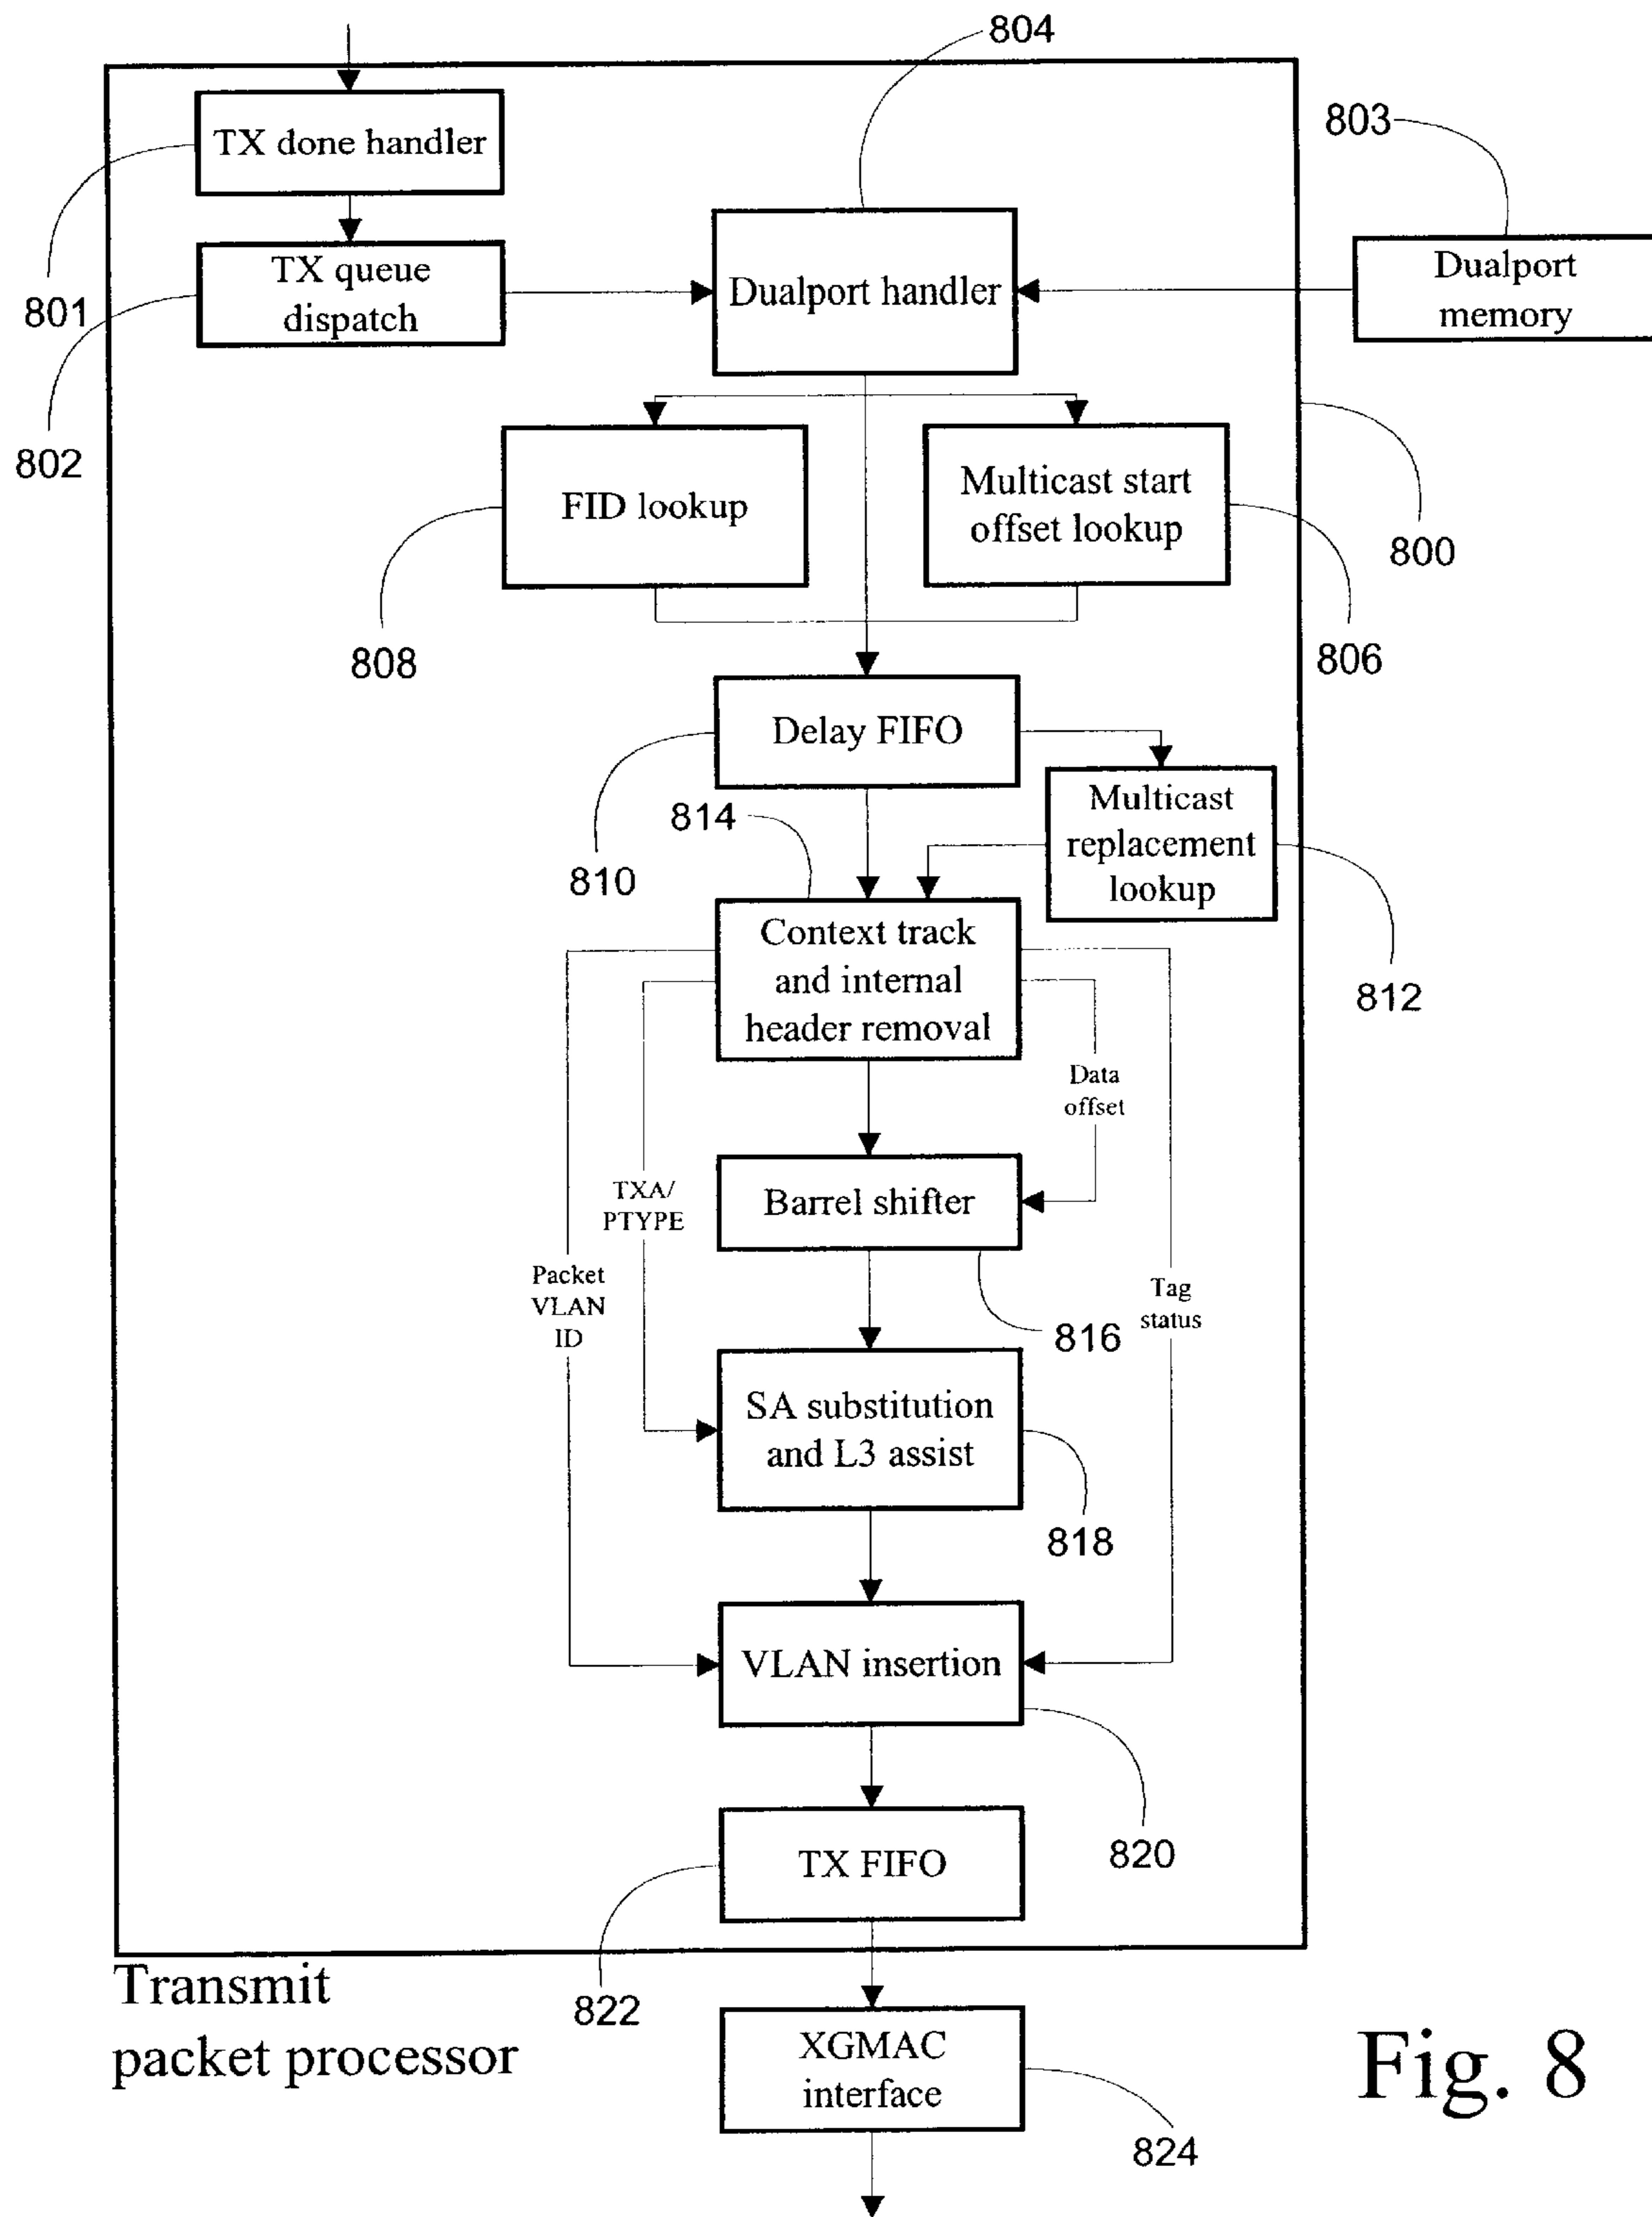 804
803
TX done handler
801
TX queue
dispatch
802
Dualport handler
Dualport
memory
FID lookup
808
Multicast start
offset lookup
806
800
Delay FIFO
810
814
Multicast
replacement
lookup
812
Context track
and internal
header removal
Data
offset
TXA/
PTYPE
Packet
VLAN
ID
Barrel shifter
816
Tag
status
SA substitution
and L3 assist
818
VLAN insertion
820
TX FIFO
822
Transmit
packet processor
XGMAC
interface
824
Fig. 8